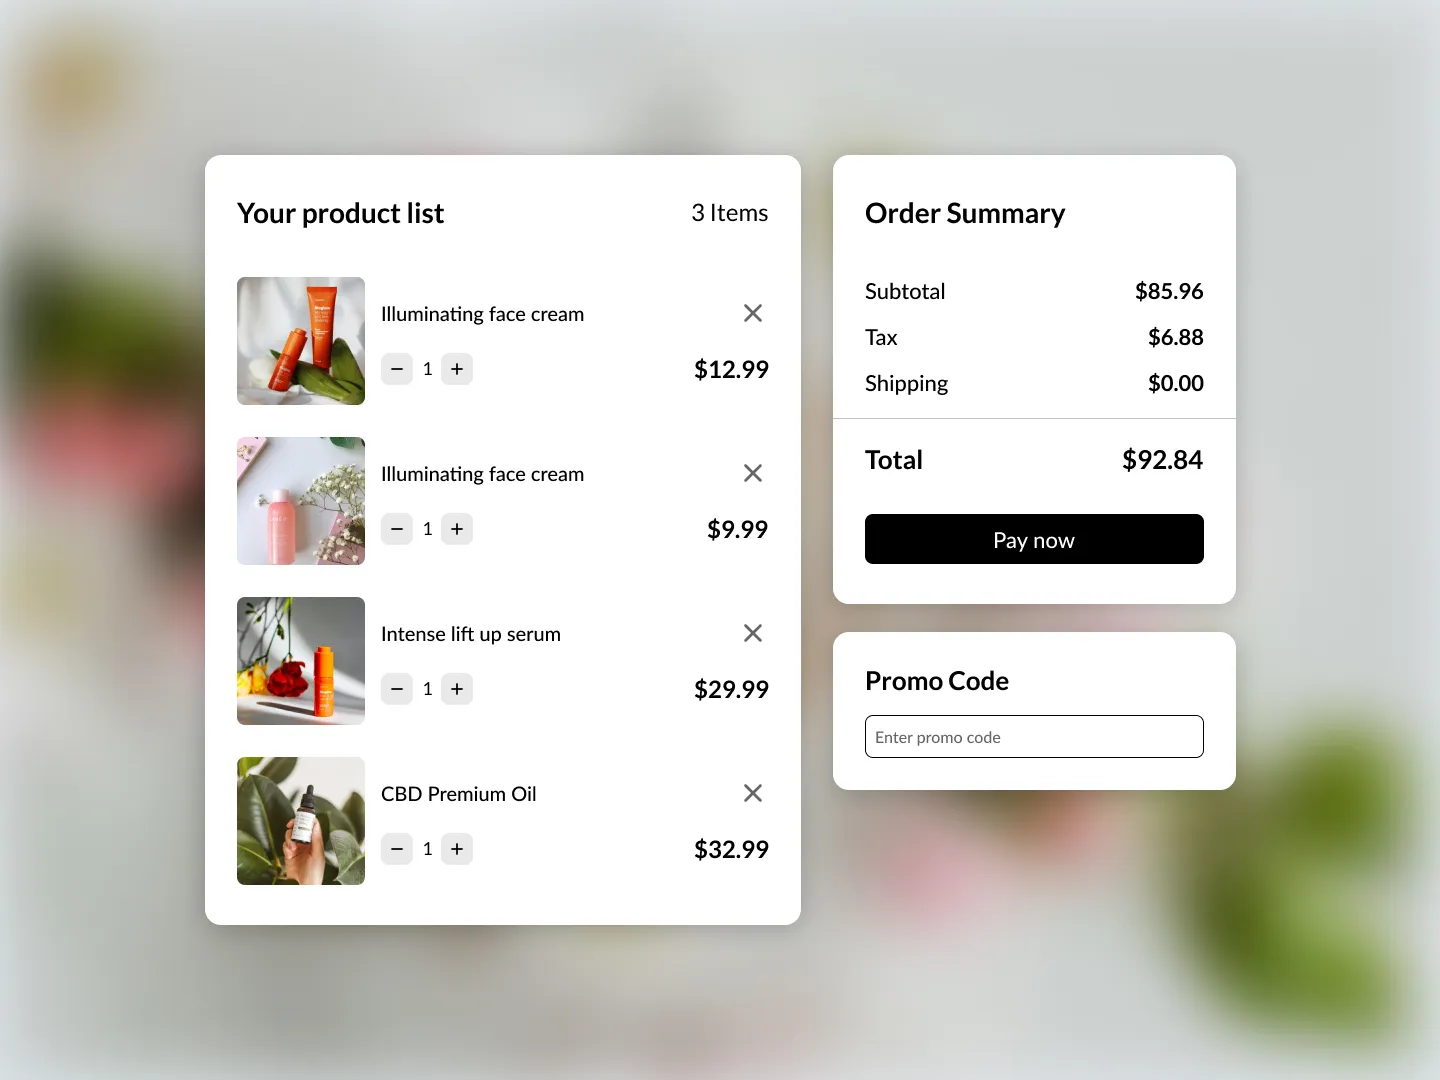 Your product list
3 Items
Illuminating face cream
1
$12.99
Illuminating face cream
1
$9.99
Intense lift up serum
1
$29.99
CBD Premium Oil
1
$32.99
Order Summary
Subtotal $85.96
Tax $6.88
Shipping $0.00
Total $92.84
Pay now
Promo Code
Enter promo code